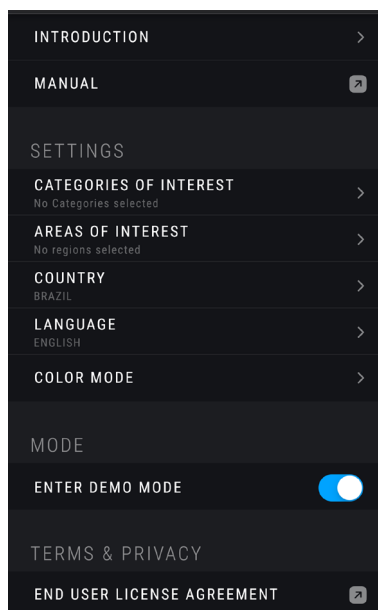 INTRODUCTION
MANUAL
SETTINGS
CATEGORIES OF INTEREST
No Categories selected
AREAS OF INTEREST
No regions selected
COUNTRY
BRAZIL
LANGUAGE
ENGLISH
COLOR MODE
MODE
ENTER DEMO MODE
TERMS & PRIVACY
END USER LICENSE AGREEMENT